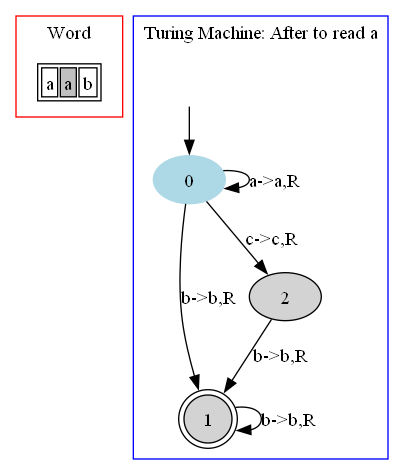 Word
a a b
Turing Machine: After to read a
0
a->a,R
c->c,R
2
b->b,R
b->b,R
1
b->b,R